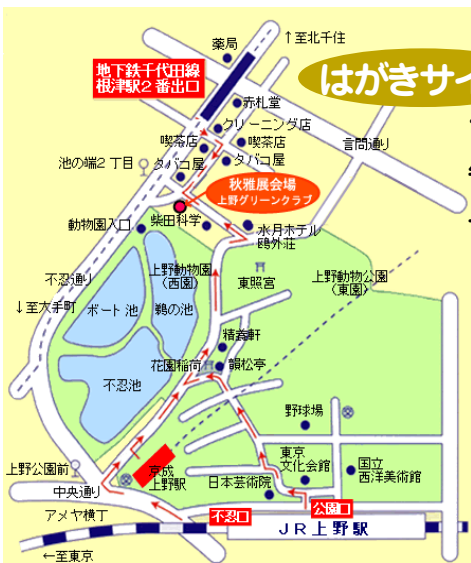 薬局
↑至北千住
地下鉄千代田線
根津駅2番出口
はがきサイ
赤札堂
クリーニング店
喫茶店
喫茶店
言問通り
池の端2丁目
タバコ屋
タバコ屋
秋雅展会場
上野グリーンクラブ
動物園入口
柴田科学
水月ホテル
鴎外荘
不忍通り
上野動物園
(西園)
東照宮
上野動物公園
(東園)
↓至大手町
ボート池
鵜の池
精養軒
花園稲荷
韻松亭
不忍池
野球場
上野公園前
京成
上野駅
東京
文化会館
国立
西洋美術館
中央通り
日本芸術院
アメヤ横丁
不忍口
公園口
JR上野駅
←至東京